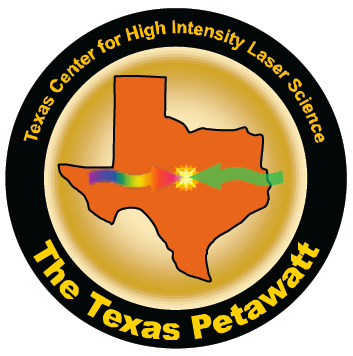 Texas Center for High Intensity Laser Science
The Texas Petawatt